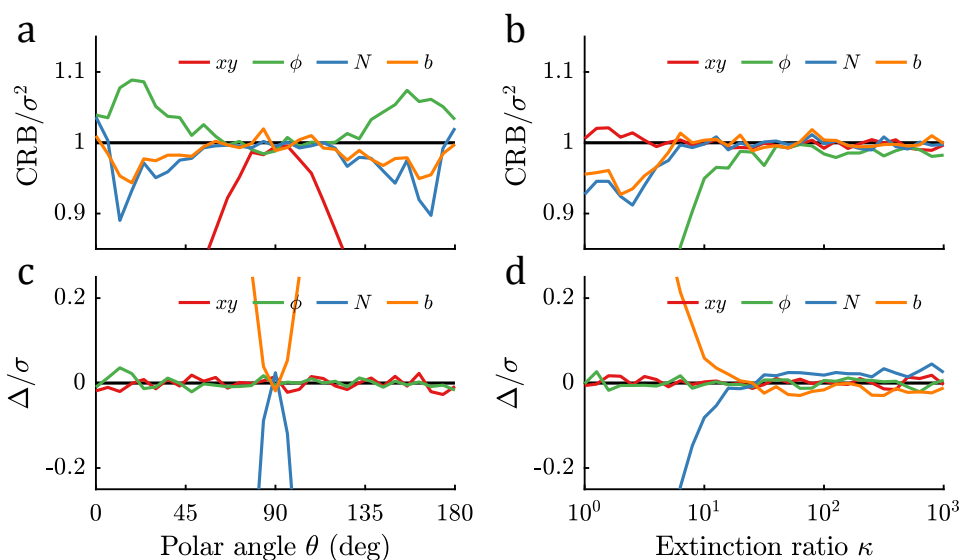 a
xy ϕ N b
CRB/σ²
1.1
1
0.9
b
xy ϕ N b
CRB/σ²
1.1
1
0.9
c
xy ϕ N b
Δ/σ
0.2
0
-0.2
0 45 90 135 180
Polar angle θ (deg)
d
xy ϕ N b
Δ/σ
0.2
0
-0.2
10⁰ 10¹ 10² 10³
Extinction ratio κ